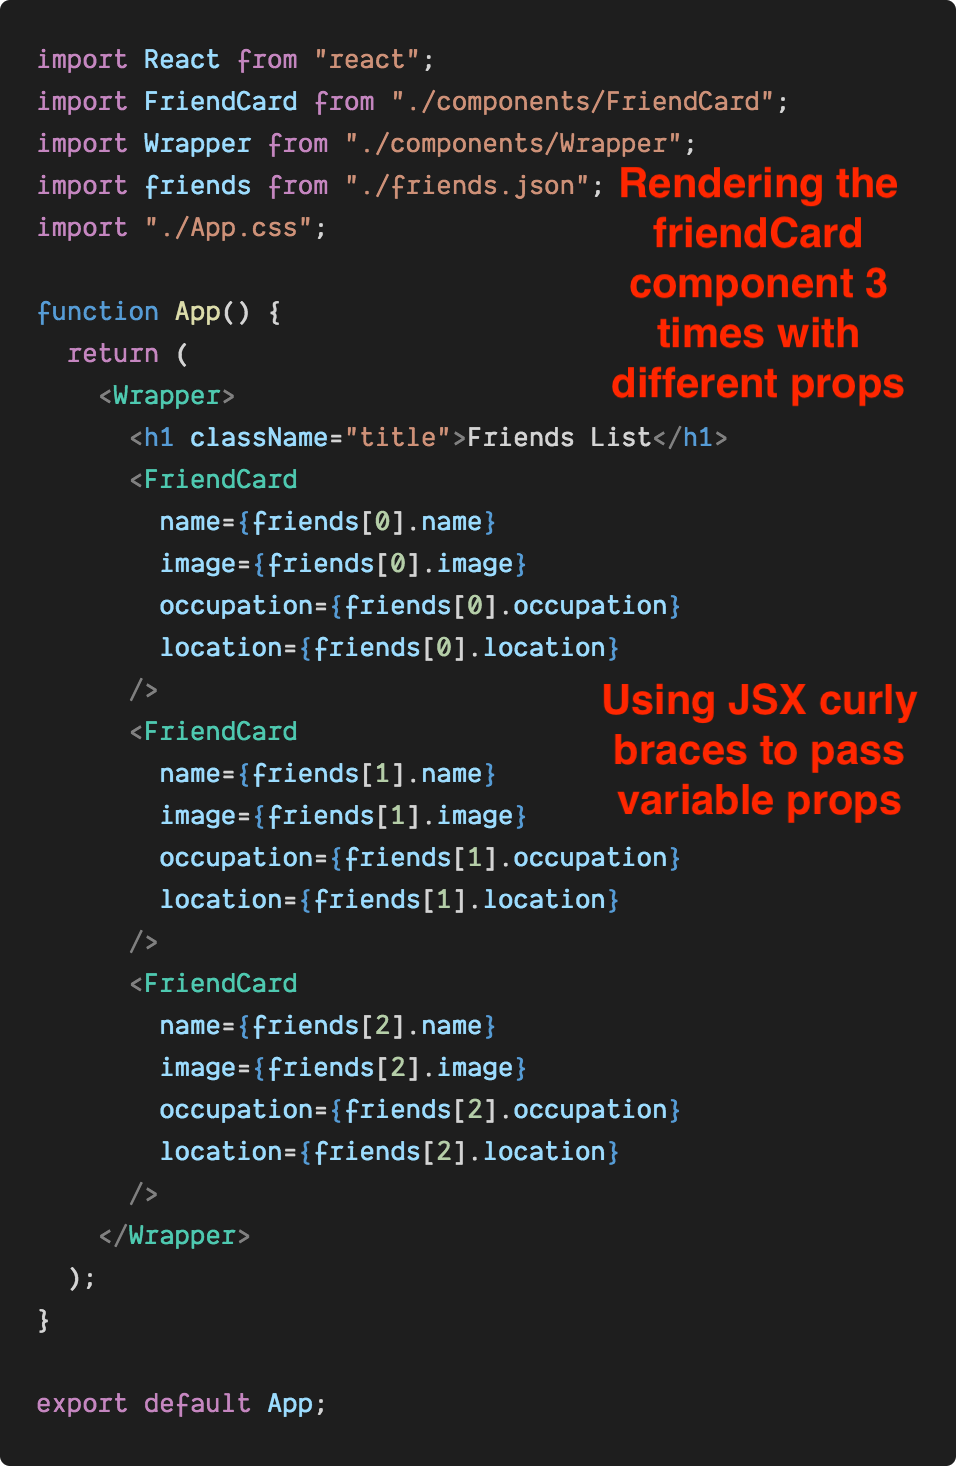 import React from "react";
import FriendCard from "./components/FriendCard";
import Wrapper from "./components/Wrapper";
import friends from "./friends.json";
import "./App.css";
Rendering the
friendCard
component 3
times with
different props
function App() {
  return (
    <Wrapper>
      <h1 className="title">Friends List</h1>
      <FriendCard
        name={friends[0].name}
        image={friends[0].image}
        occupation={friends[0].occupation}
        location={friends[0].location}
      />
Using JSX curly
braces to pass
variable props
      <FriendCard
        name={friends[1].name}
        image={friends[1].image}
        occupation={friends[1].occupation}
        location={friends[1].location}
      />
      <FriendCard
        name={friends[2].name}
        image={friends[2].image}
        occupation={friends[2].occupation}
        location={friends[2].location}
      />
    </Wrapper>
  );
}
export default App;